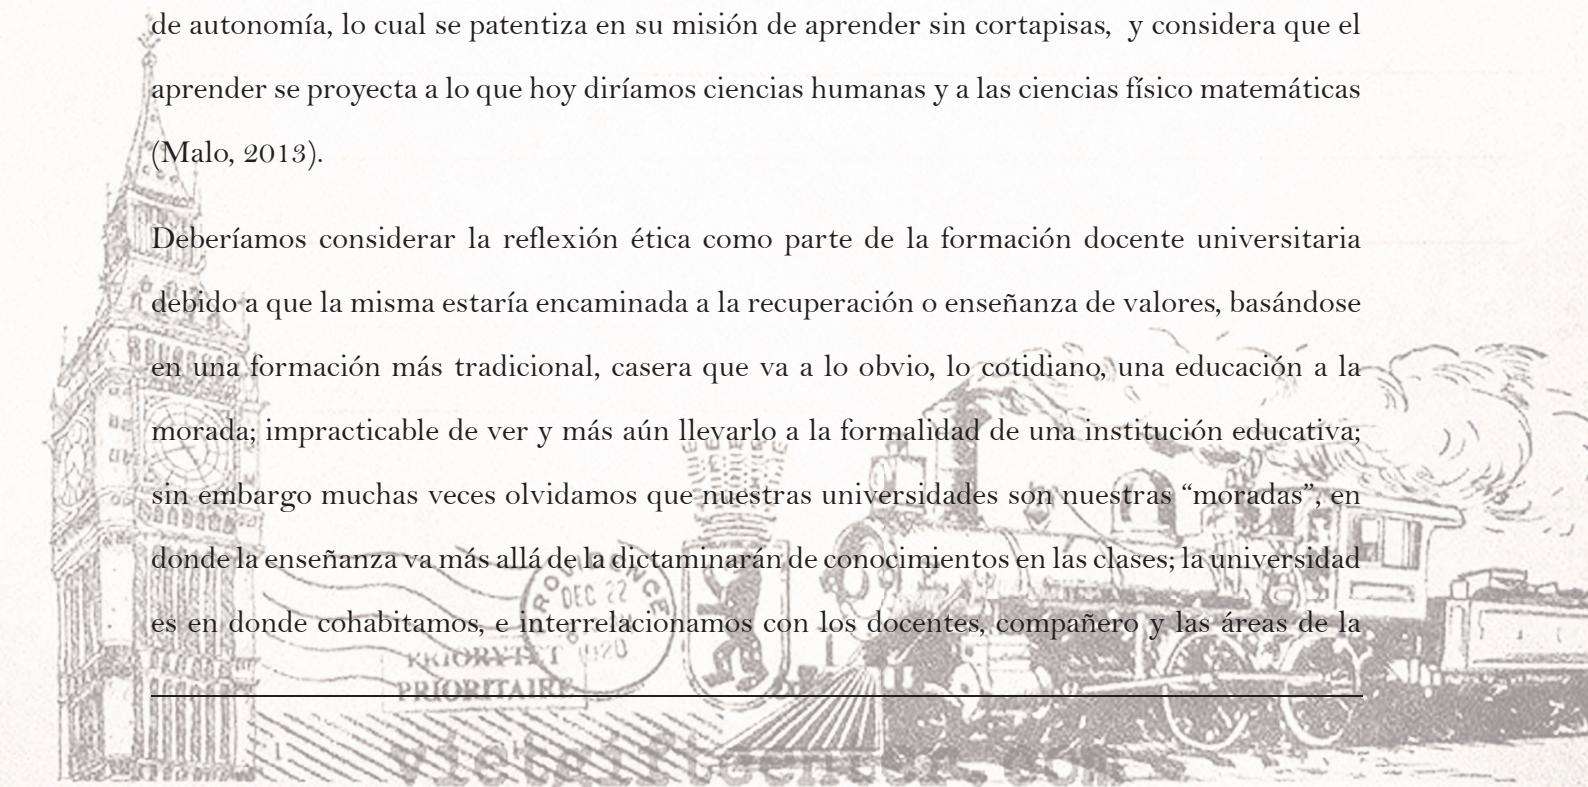 de autonomía, lo cual se patentiza en su misión de aprender sin cortapisas,  y considera que el
aprender se proyecta a lo que hoy diríamos ciencias humanas y a las ciencias físico matemáticas
(Malo, 2013).
Deberíamos considerar la reflexión ética como parte de la formación docente universitaria
debido a que la misma estaría encaminada a la recuperación o enseñanza de valores, basándose
en una formación más tradicional, casera que va a lo obvio, lo cotidiano, una educación a la
morada; impracticable de ver y más aún llevarlo a la formalidad de una institución educativa;
sin embargo muchas veces olvidamos que nuestras universidades son nuestras “moradas”, en
donde la enseñanza va más allá de la dictaminarán de conocimientos en las clases; la universidad
es en donde cohabitamos, e interrelacionamos con los docentes, compañero y las áreas de la
PROVIDENCE
DEC 22
1920
PRIORYTET
PRIORITAIRE
vietgiftcenter.com